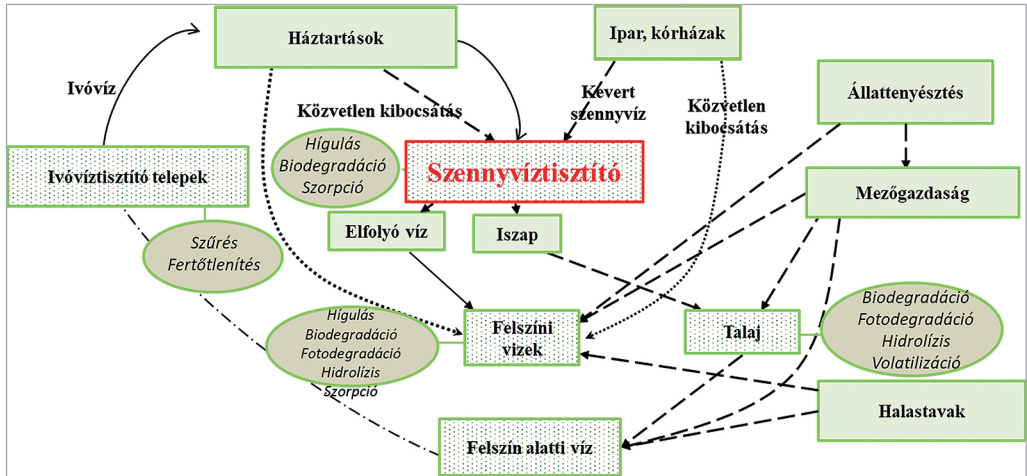 Háztartások
Ipar, kórházak
Ivóvíz
Közvetlen kibocsátás
Kevert
szennyvíz
Közvetlen
kibocsátás
Állattenyésztés
Hígulás
Biodegradáció
Szorpció
Szennyvíztisztító
Ivóvíztisztító telepek
Mezőgazdaság
Elfolyó víz
Iszap
Szűrés
Fertőtlenítés
Hígulás
Biodegradáció
Fotodegradáció
Hidrolízis
Szorpció
Felszíni
vizek
Talaj
Biodegradáció
Fotodegradáció
Hidrolízis
Volatilizáció
Halastavak
Felszín alatti víz